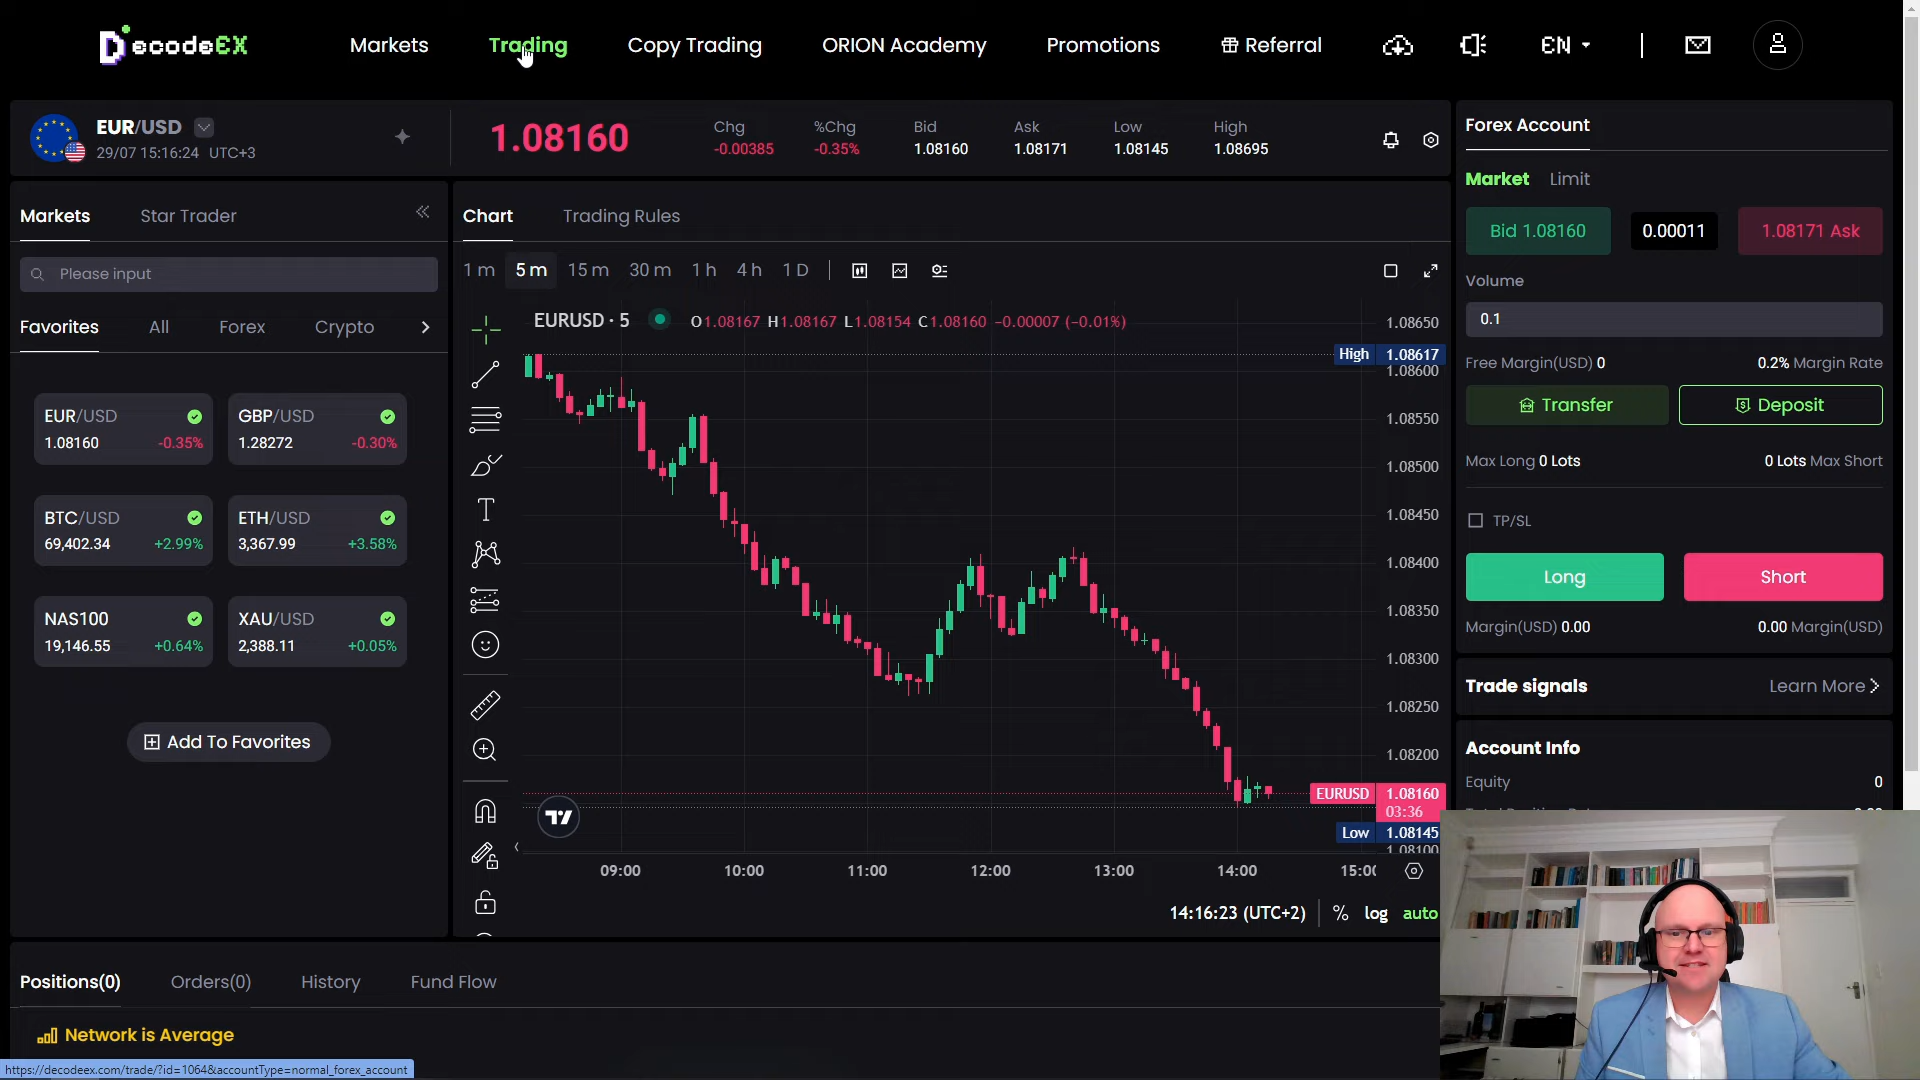 DecodeEX
Markets
Trading
Copy Trading
ORION Academy
Promotions
Referral
EN
EUR/USD
29/07 15:16:24 UTC+3
1.08160
Chg
-0.00385
%Chg
-0.35%
Bid
1.08160
Ask
1.08171
Low
1.08145
High
1.08695
Markets
Star Trader
Please input
Favorites
All
Forex
Crypto
EUR/USD
1.08160 -0.35%
GBP/USD
1.28272 -0.30%
BTC/USD
69,402.34 +2.99%
ETH/USD
3,367.99 +3.58%
NAS100
19,146.55 +0.64%
XAU/USD
2,388.11 +0.05%
Add To Favorites
Chart
Trading Rules
1 m
5 m
15 m
30 m
1 h
4 h
1 D
EURUSD · 5
O1.08167 H1.08167 L1.08154 C1.08160 -0.00007 (-0.01%)
1.08650
High 1.08617
1.08600
1.08550
1.08500
1.08450
1.08400
1.08350
1.08300
1.08250
1.08200
EURUSD 1.08160
03:36
Low 1.08145
1.08100
09:00
10:00
11:00
12:00
13:00
14:00
15:00
14:16:23 (UTC+2)
%
log
auto
Forex Account
Market
Limit
Bid 1.08160
0.00011
1.08171 Ask
Volume
0.1
Free Margin(USD) 0
0.2% Margin Rate
Transfer
Deposit
Max Long 0 Lots
0 Lots Max Short
TP/SL
Long
Short
Margin(USD) 0.00
0.00 Margin(USD)
Trade signals
Learn More
Account Info
Equity
0
Positions(0)
Orders(0)
History
Fund Flow
Network is Average
https://decodeex.com/trade/?id=1064&accountType=normal_forex_account